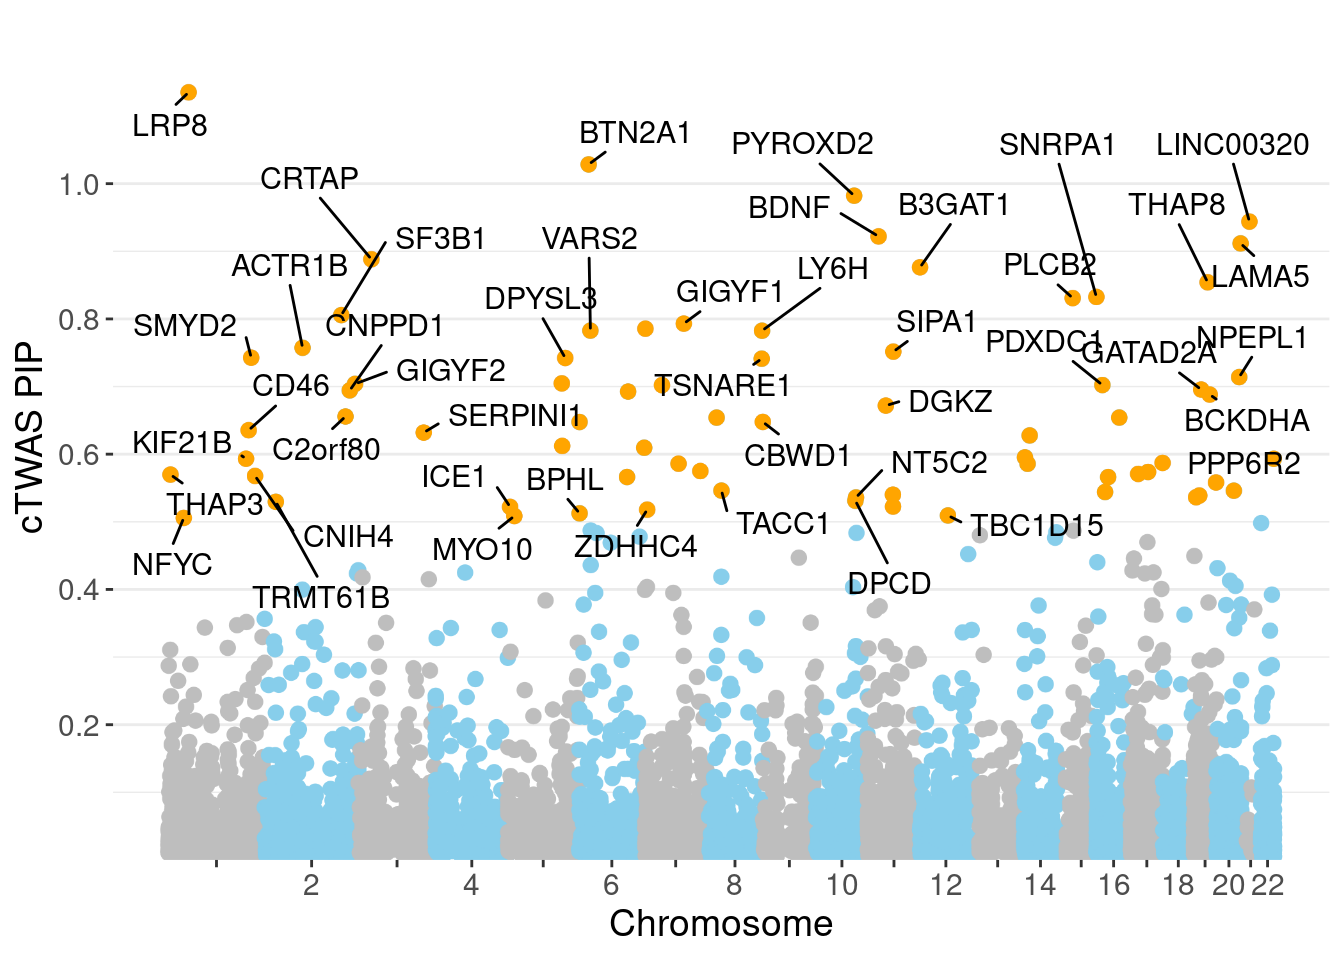 LRP8
BTN2A1
PYROXD2
SNRPA1
LINC00320
CRTAP
BDNF
B3GAT1
THAP8
SF3B1
VARS2
ACTR1B
LY6H
PLCB2
LAMA5
DPYSL3
GIGYF1
SMYD2
CNPPD1
SIPA1
PDXDC1
GATAD2A
NPEPL1
CD46
GIGYF2
TSNARE1
DGKZ
SERPINI1
BCKDHA
KIF21B
C2orf80
CBWD1
NT5C2
PPP6R2
ICE1
BPHL
THAP3
TACC1
TBC1D15
CNIH4
MYO10
ZDHHC4
NFYC
DPCD
TRMT61B
cTWAS PIP
1.0
0.8
0.6
0.4
0.2
2 4 6 8 10 12 14 16 18 20 22
Chromosome